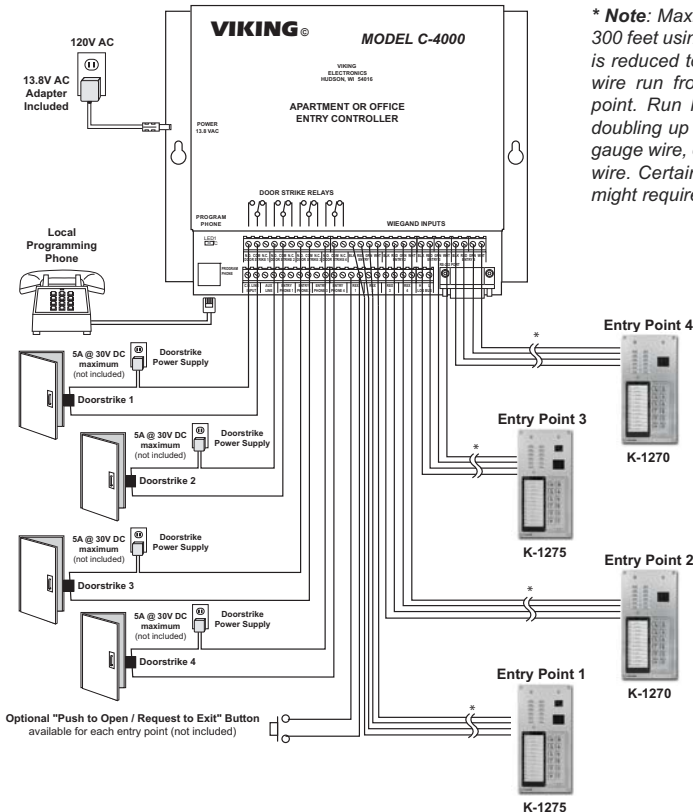 VIKING©
MODEL C-4000
VIKING
ELECTRONICS
HUDSON, WI 54016
APARTMENT OR OFFICE
ENTRY CONTROLLER
120V AC
13.8V AC
Adapter
Included
POWER
13.8 VAC
DOOR STRIKE RELAYS
PROGRAM
PHONE
WIEGAND INPUTS
LED1
PROGRAM
PHONE
* Note: Max
300 feet usin
is reduced to
wire run fro
point. Run
doubling up
gauge wire,
wire. Certain
might require
Local
Programming
Phone
5A @ 30V DC
maximum
(not included)
Doorstrike
Power Supply
Doorstrike 1
5A @ 30V DC
maximum
(not included)
Doorstrike
Power Supply
Doorstrike 2
5A @ 30V DC
maximum
(not included)
Doorstrike
Power Supply
Doorstrike 3
5A @ 30V DC
maximum
(not included)
Doorstrike
Power Supply
Doorstrike 4
Optional "Push to Open / Request to Exit" Button
available for each entry point (not included)
*
Entry Point 4
K-1270
*
Entry Point 3
K-1275
*
Entry Point 2
K-1270
*
Entry Point 1
K-1275